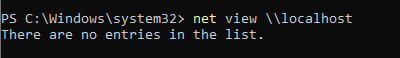 PS C:\Windows\system32> net view \\localhost
There are no entries in the list.